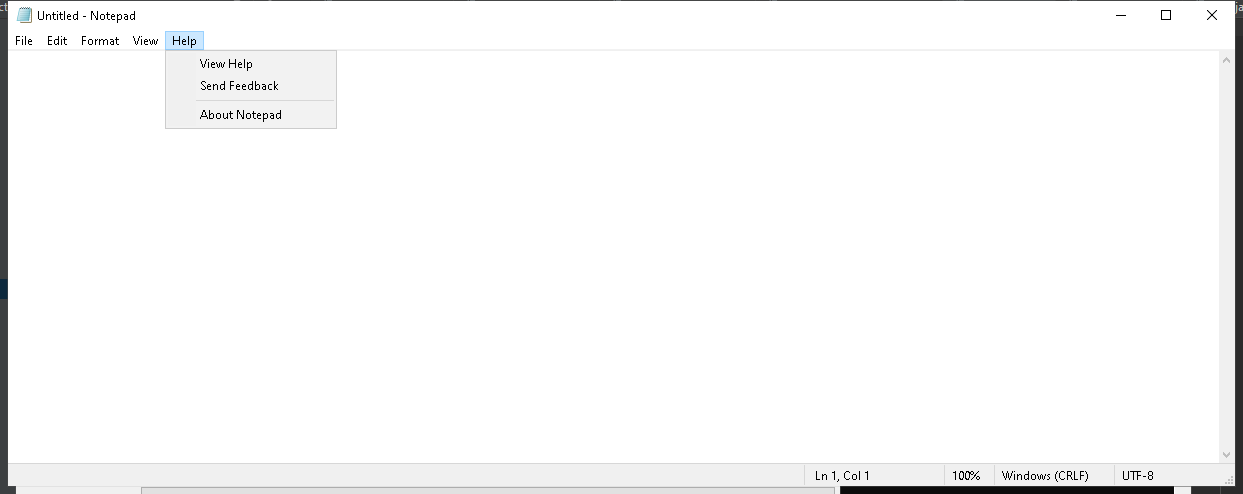 Untitled - Notepad
File Edit Format View Help
View Help
Send Feedback
About Notepad
Ln 1, Col 1 100% Windows (CRLF) UTF-8